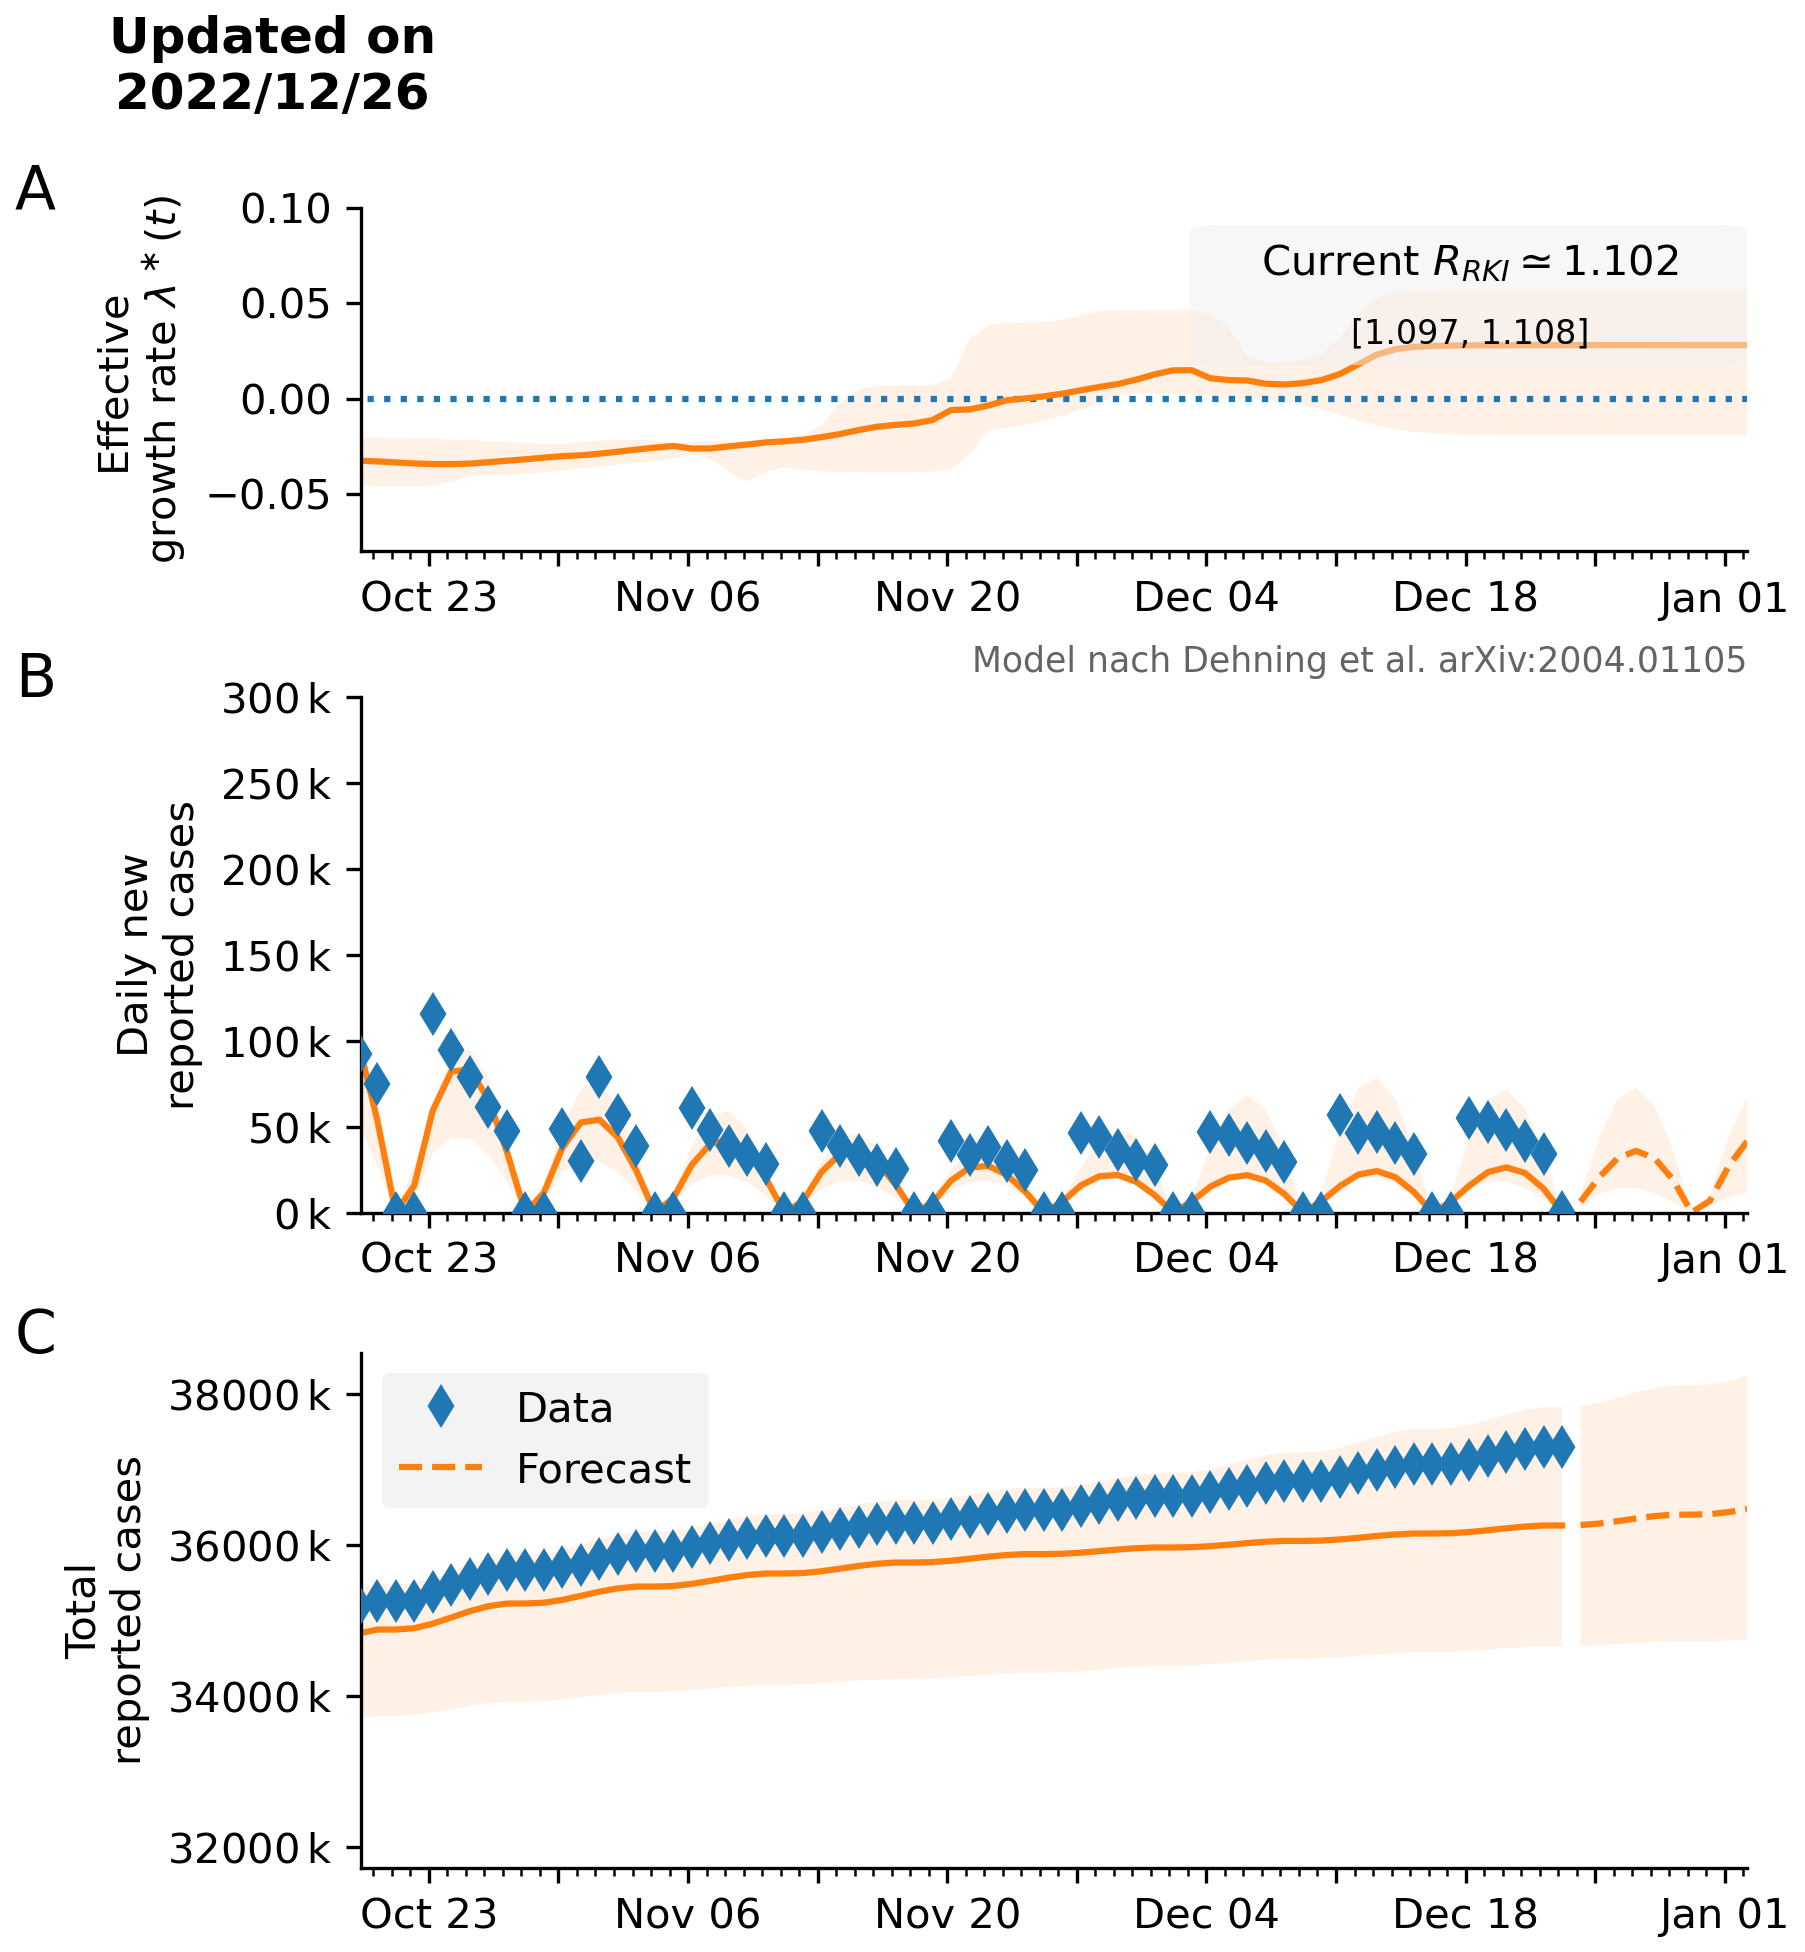 Updated on
2022/12/26
A
Effective
growth rate λ * (t)
0.10
0.05
0.00
−0.05
Current R_RKI ≃ 1.102
[1.097, 1.108]
Oct 23
Nov 06
Nov 20
Dec 04
Dec 18
Jan 01
Model nach Dehning et al. arXiv:2004.01105
B
Daily new
reported cases
300 k
250 k
200 k
150 k
100 k
50 k
0 k
Oct 23
Nov 06
Nov 20
Dec 04
Dec 18
Jan 01
C
Total
reported cases
38000 k
36000 k
34000 k
32000 k
Data
Forecast
Oct 23
Nov 06
Nov 20
Dec 04
Dec 18
Jan 01